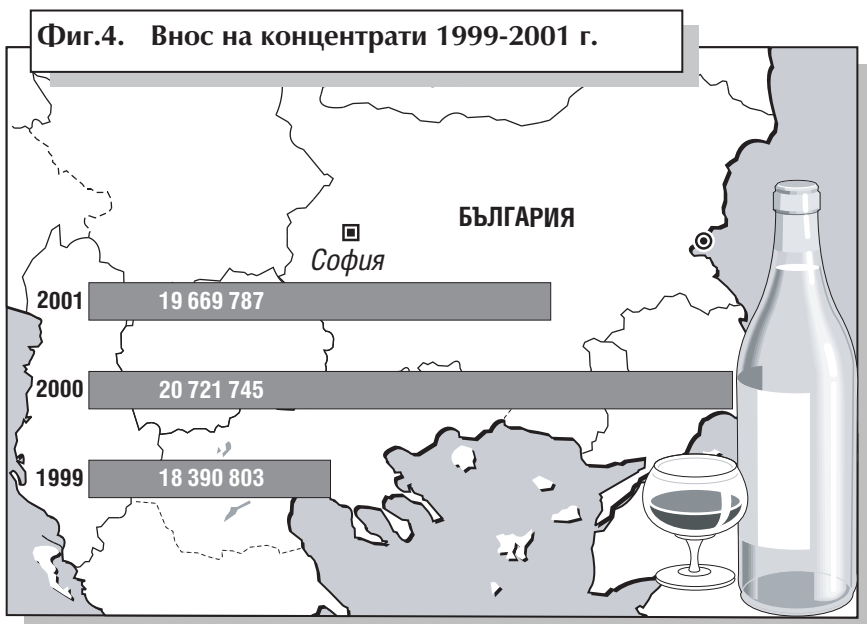 Фиг.4. Внос на концентрати 1999-2001 г.
БЪЛГАРИЯ
София
2001 19 669 787
2000 20 721 745
1999 18 390 803